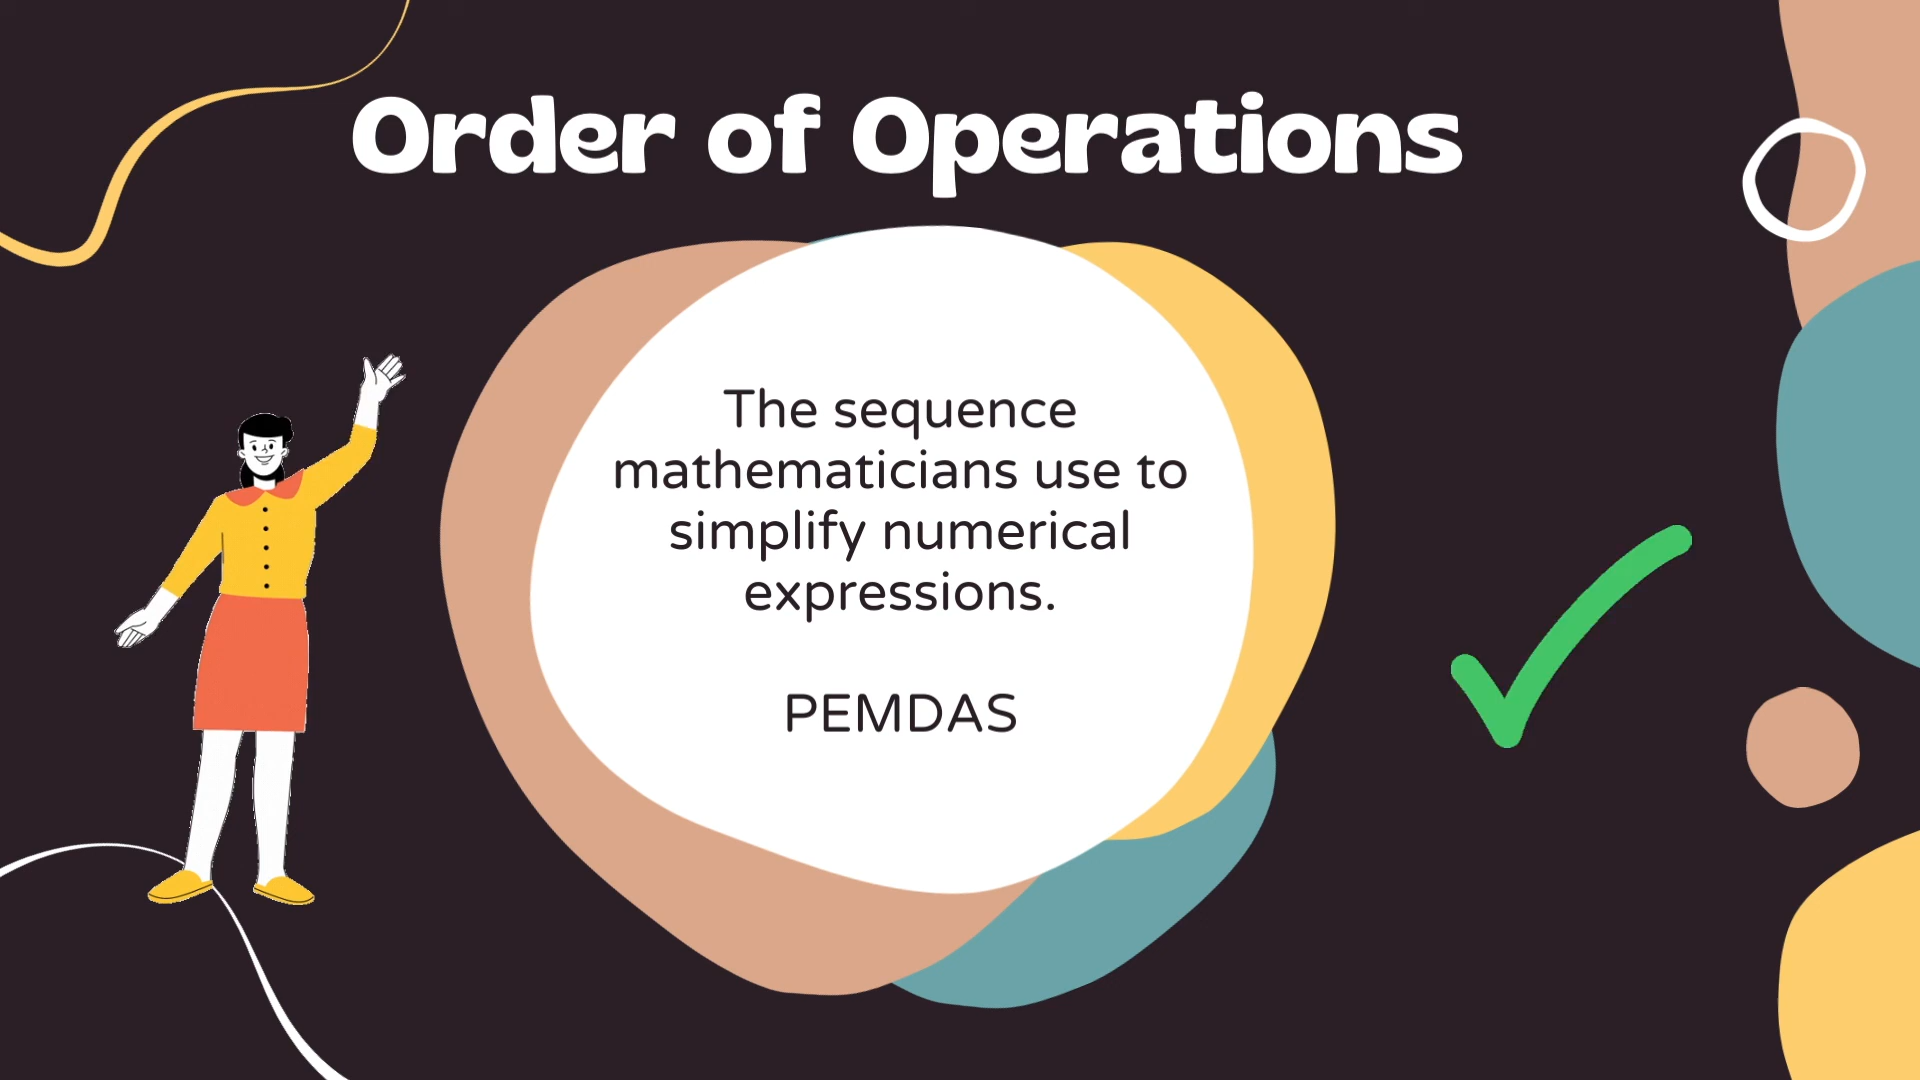 Order of Operations
The sequence
mathematicians use to
simplify numerical
expressions.
PEMDAS